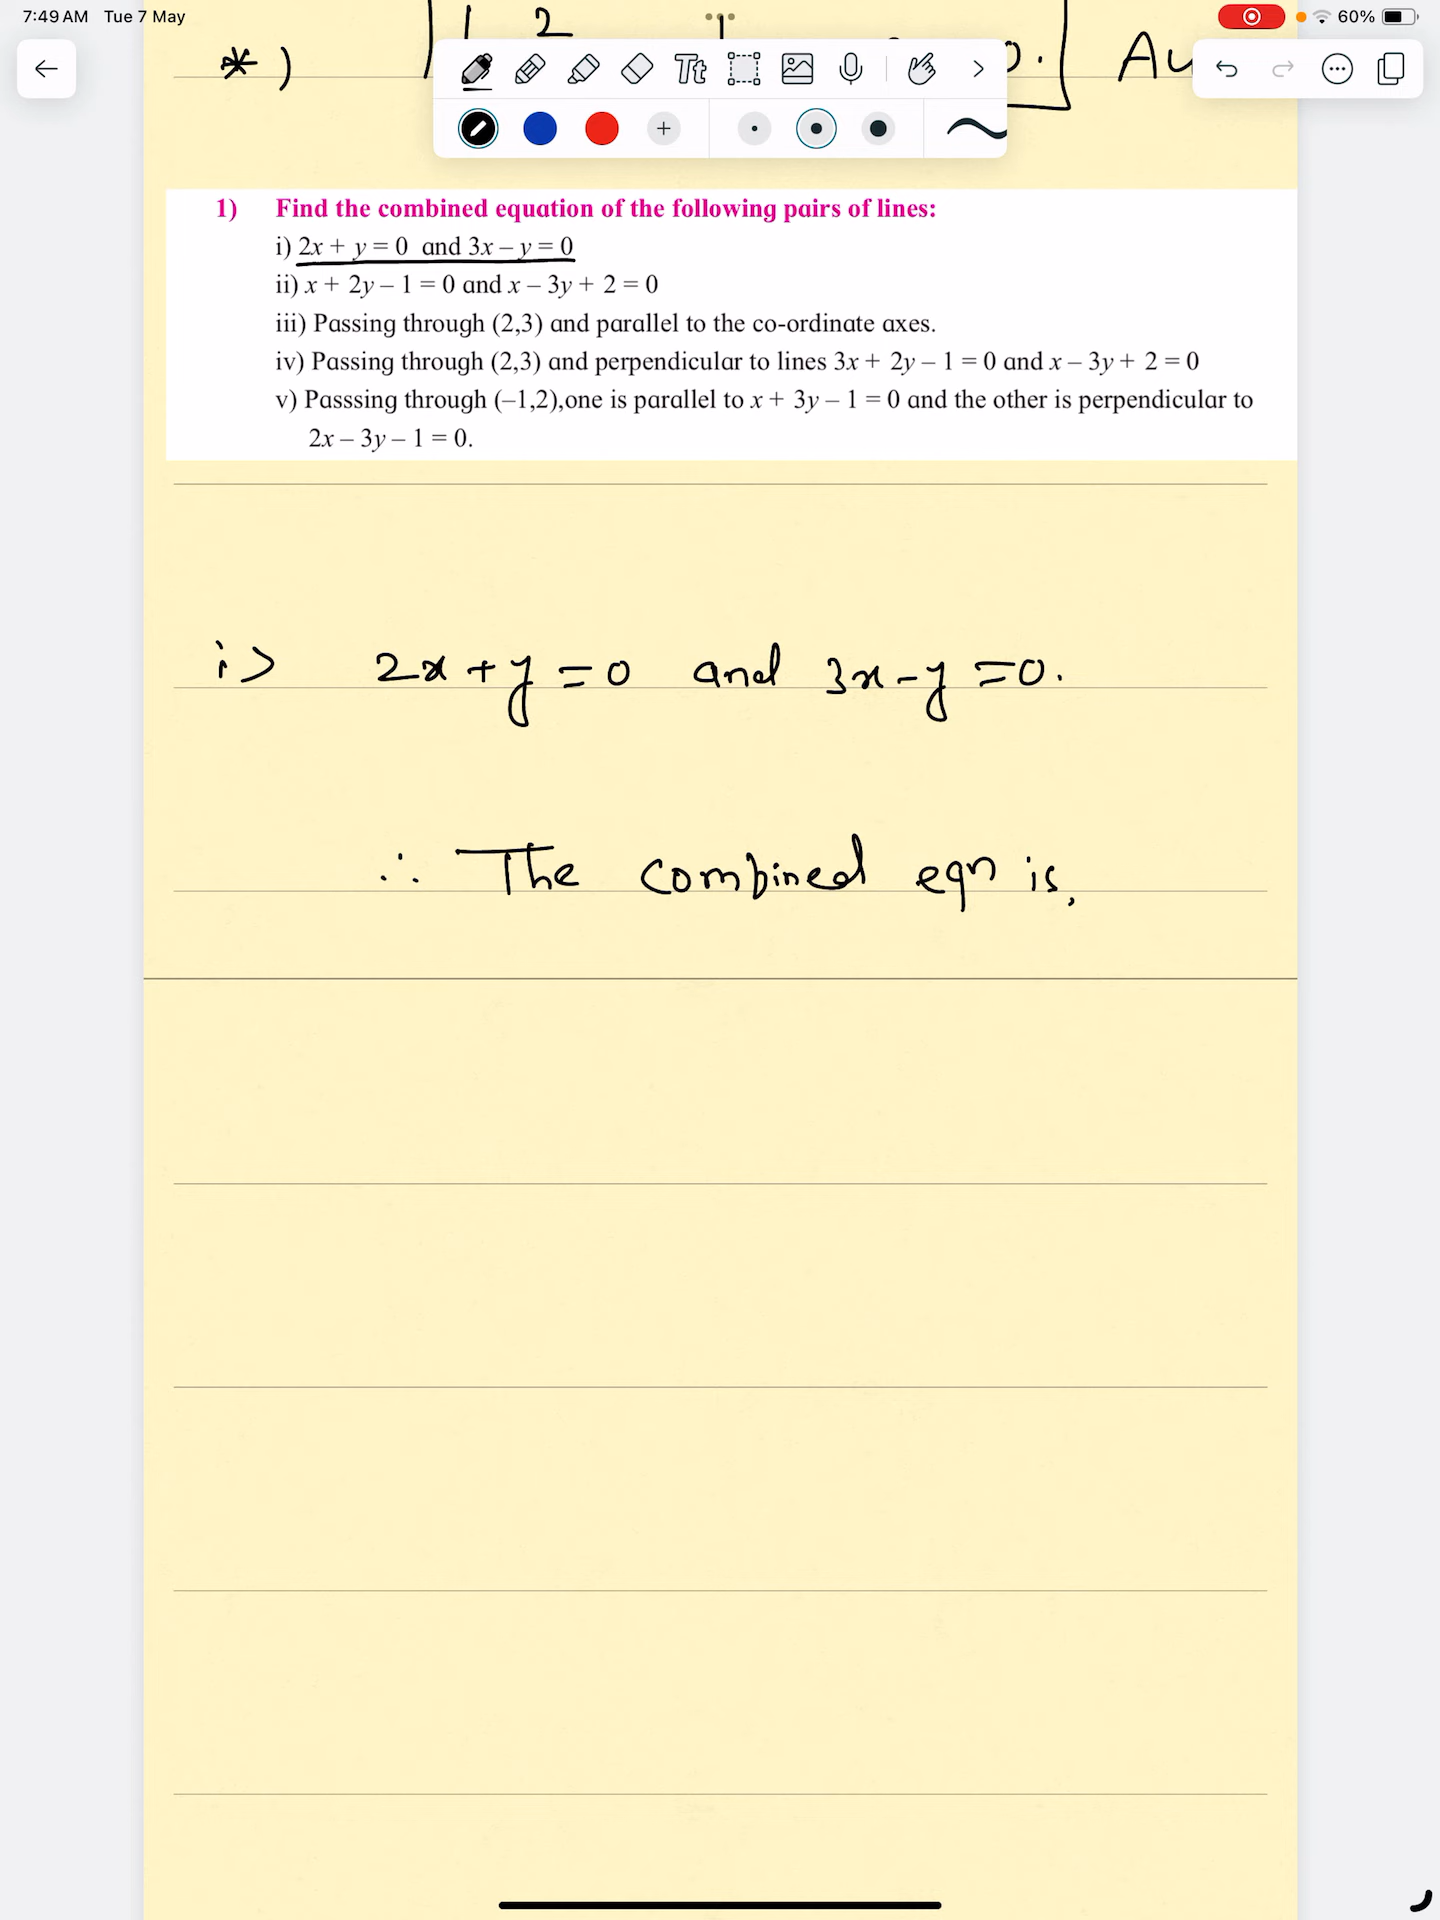 7:49 AM Tue 7 May
60%
*)
2
Tt
1) Find the combined equation of the following pairs of lines:
i) 2x + y = 0 and 3x – y = 0
ii) x + 2y – 1 = 0 and x – 3y + 2 = 0
iii) Passing through (2,3) and parallel to the co-ordinate axes.
iv) Passing through (2,3) and perpendicular to lines 3x + 2y – 1 = 0 and x – 3y + 2 = 0
v) Passsing through (–1,2),one is parallel to x + 3y – 1 = 0 and the other is perpendicular to
2x – 3y – 1 = 0.
i> 2x + y = 0 and 3x - y = 0.
∴ The combined eqn is,